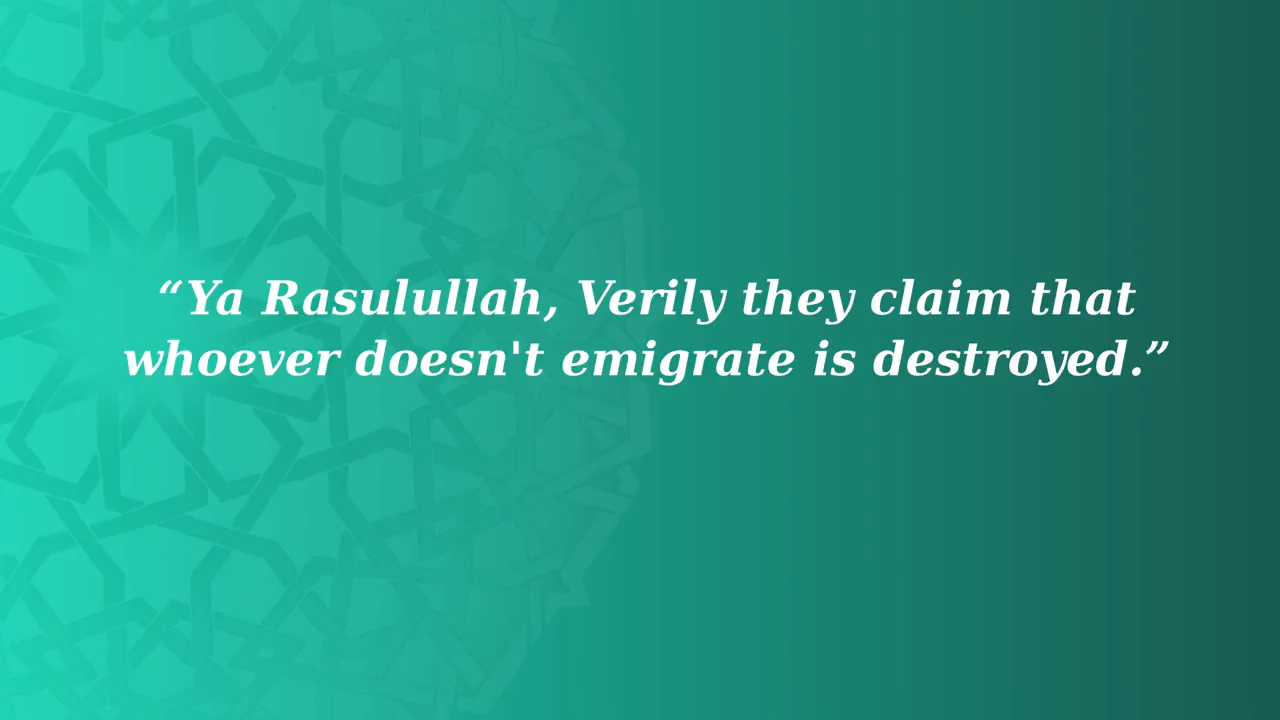 “Ya Rasulullah, Verily they claim that
whoever doesn't emigrate is destroyed.”